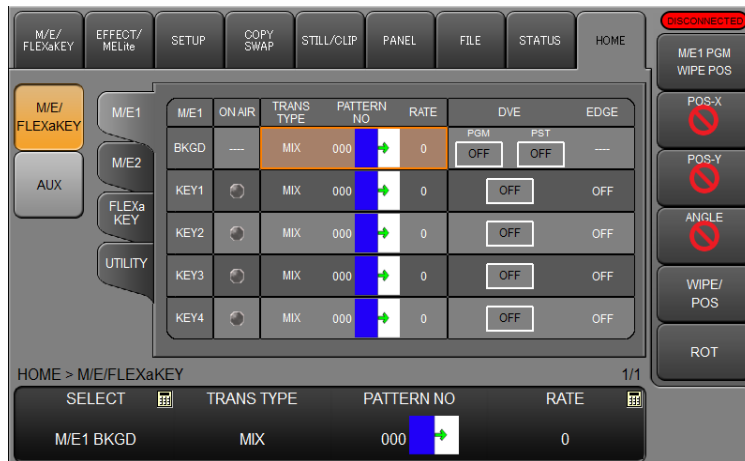 M/E/ FLEXaKEY EFFECT/ MELite SETUP COPY SWAP STILL/CLIP PANEL FILE STATUS HOME
DISCONNECTED
M/E1 PGM
WIPE POS
POS-X
POS-Y
ANGLE
WIPE/
POS
ROT
M/E/
FLEXaKEY
AUX
M/E1
M/E2
FLEXa
KEY
UTILITY
M/E1 ON AIR TRANS TYPE PATTERN NO RATE DVE EDGE
PGM PST
BKGD ---- MIX 000 0 OFF OFF ----
KEY1 MIX 000 0 OFF OFF
KEY2 MIX 000 0 OFF OFF
KEY3 MIX 000 0 OFF OFF
KEY4 MIX 000 0 OFF OFF
HOME > M/E/FLEXaKEY 1/1
SELECT TRANS TYPE PATTERN NO RATE
M/E1 BKGD MIX 000 0